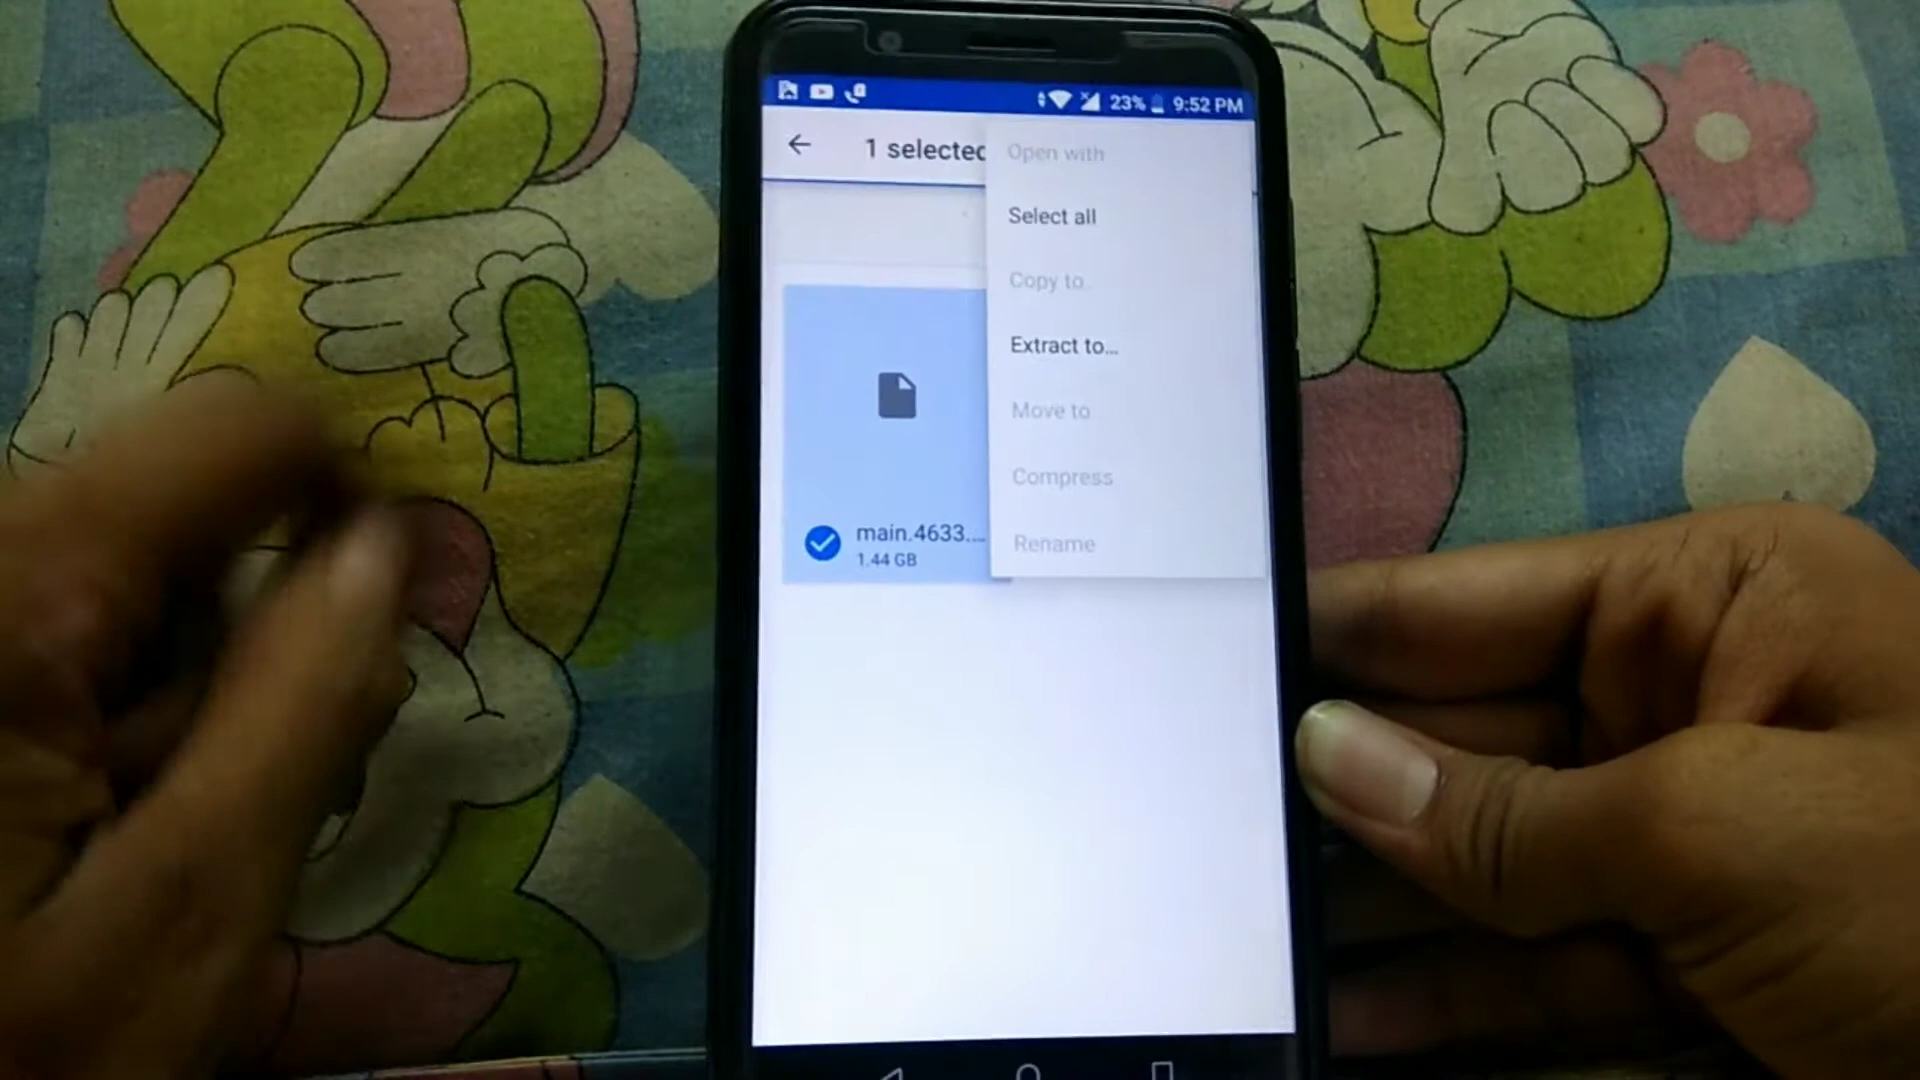 23% 9:52 PM
1 selected
Open with
Select all
Copy to...
Extract to...
Move to
Compress
Rename
main.4633....
1.44 GB